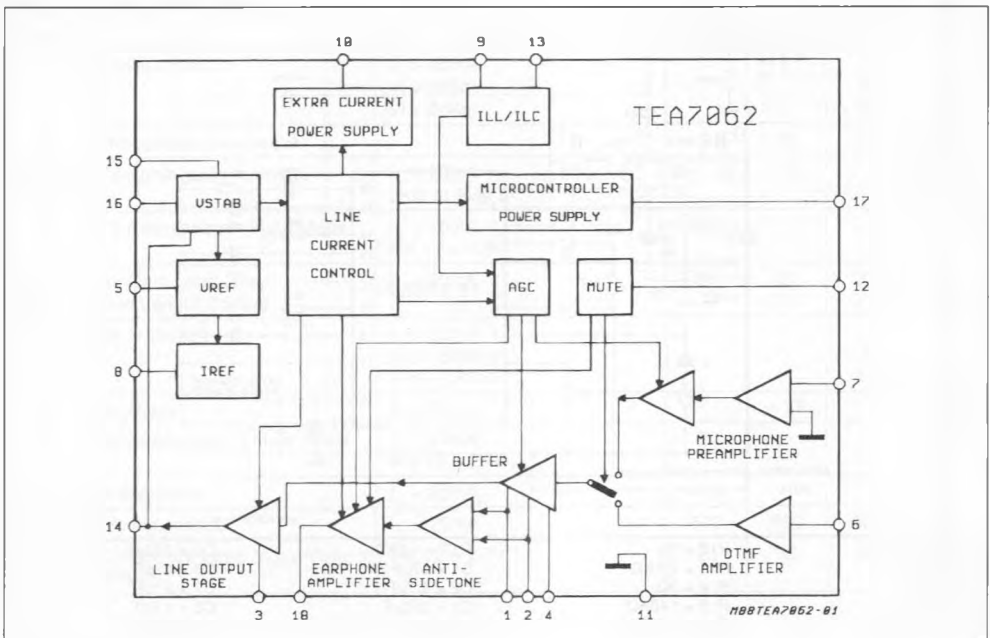 10
9
13
EXTRA CURRENT
POWER SUPPLY
ILL/ILC
TEA7062
15
16
VSTAB
LINE
CURRENT
CONTROL
MICROCONTROLLER
POWER SUPPLY
17
5
VREF
AGC
MUTE
12
8
IREF
7
MICROPHONE
PREAMPLIFIER
BUFFER
14
6
LINE OUTPUT
STAGE
EARPHONE
AMPLIFIER
ANTI-
SIDETONE
DTMF
AMPLIFIER
3
18
1
2
4
11
M88TEA7062-01